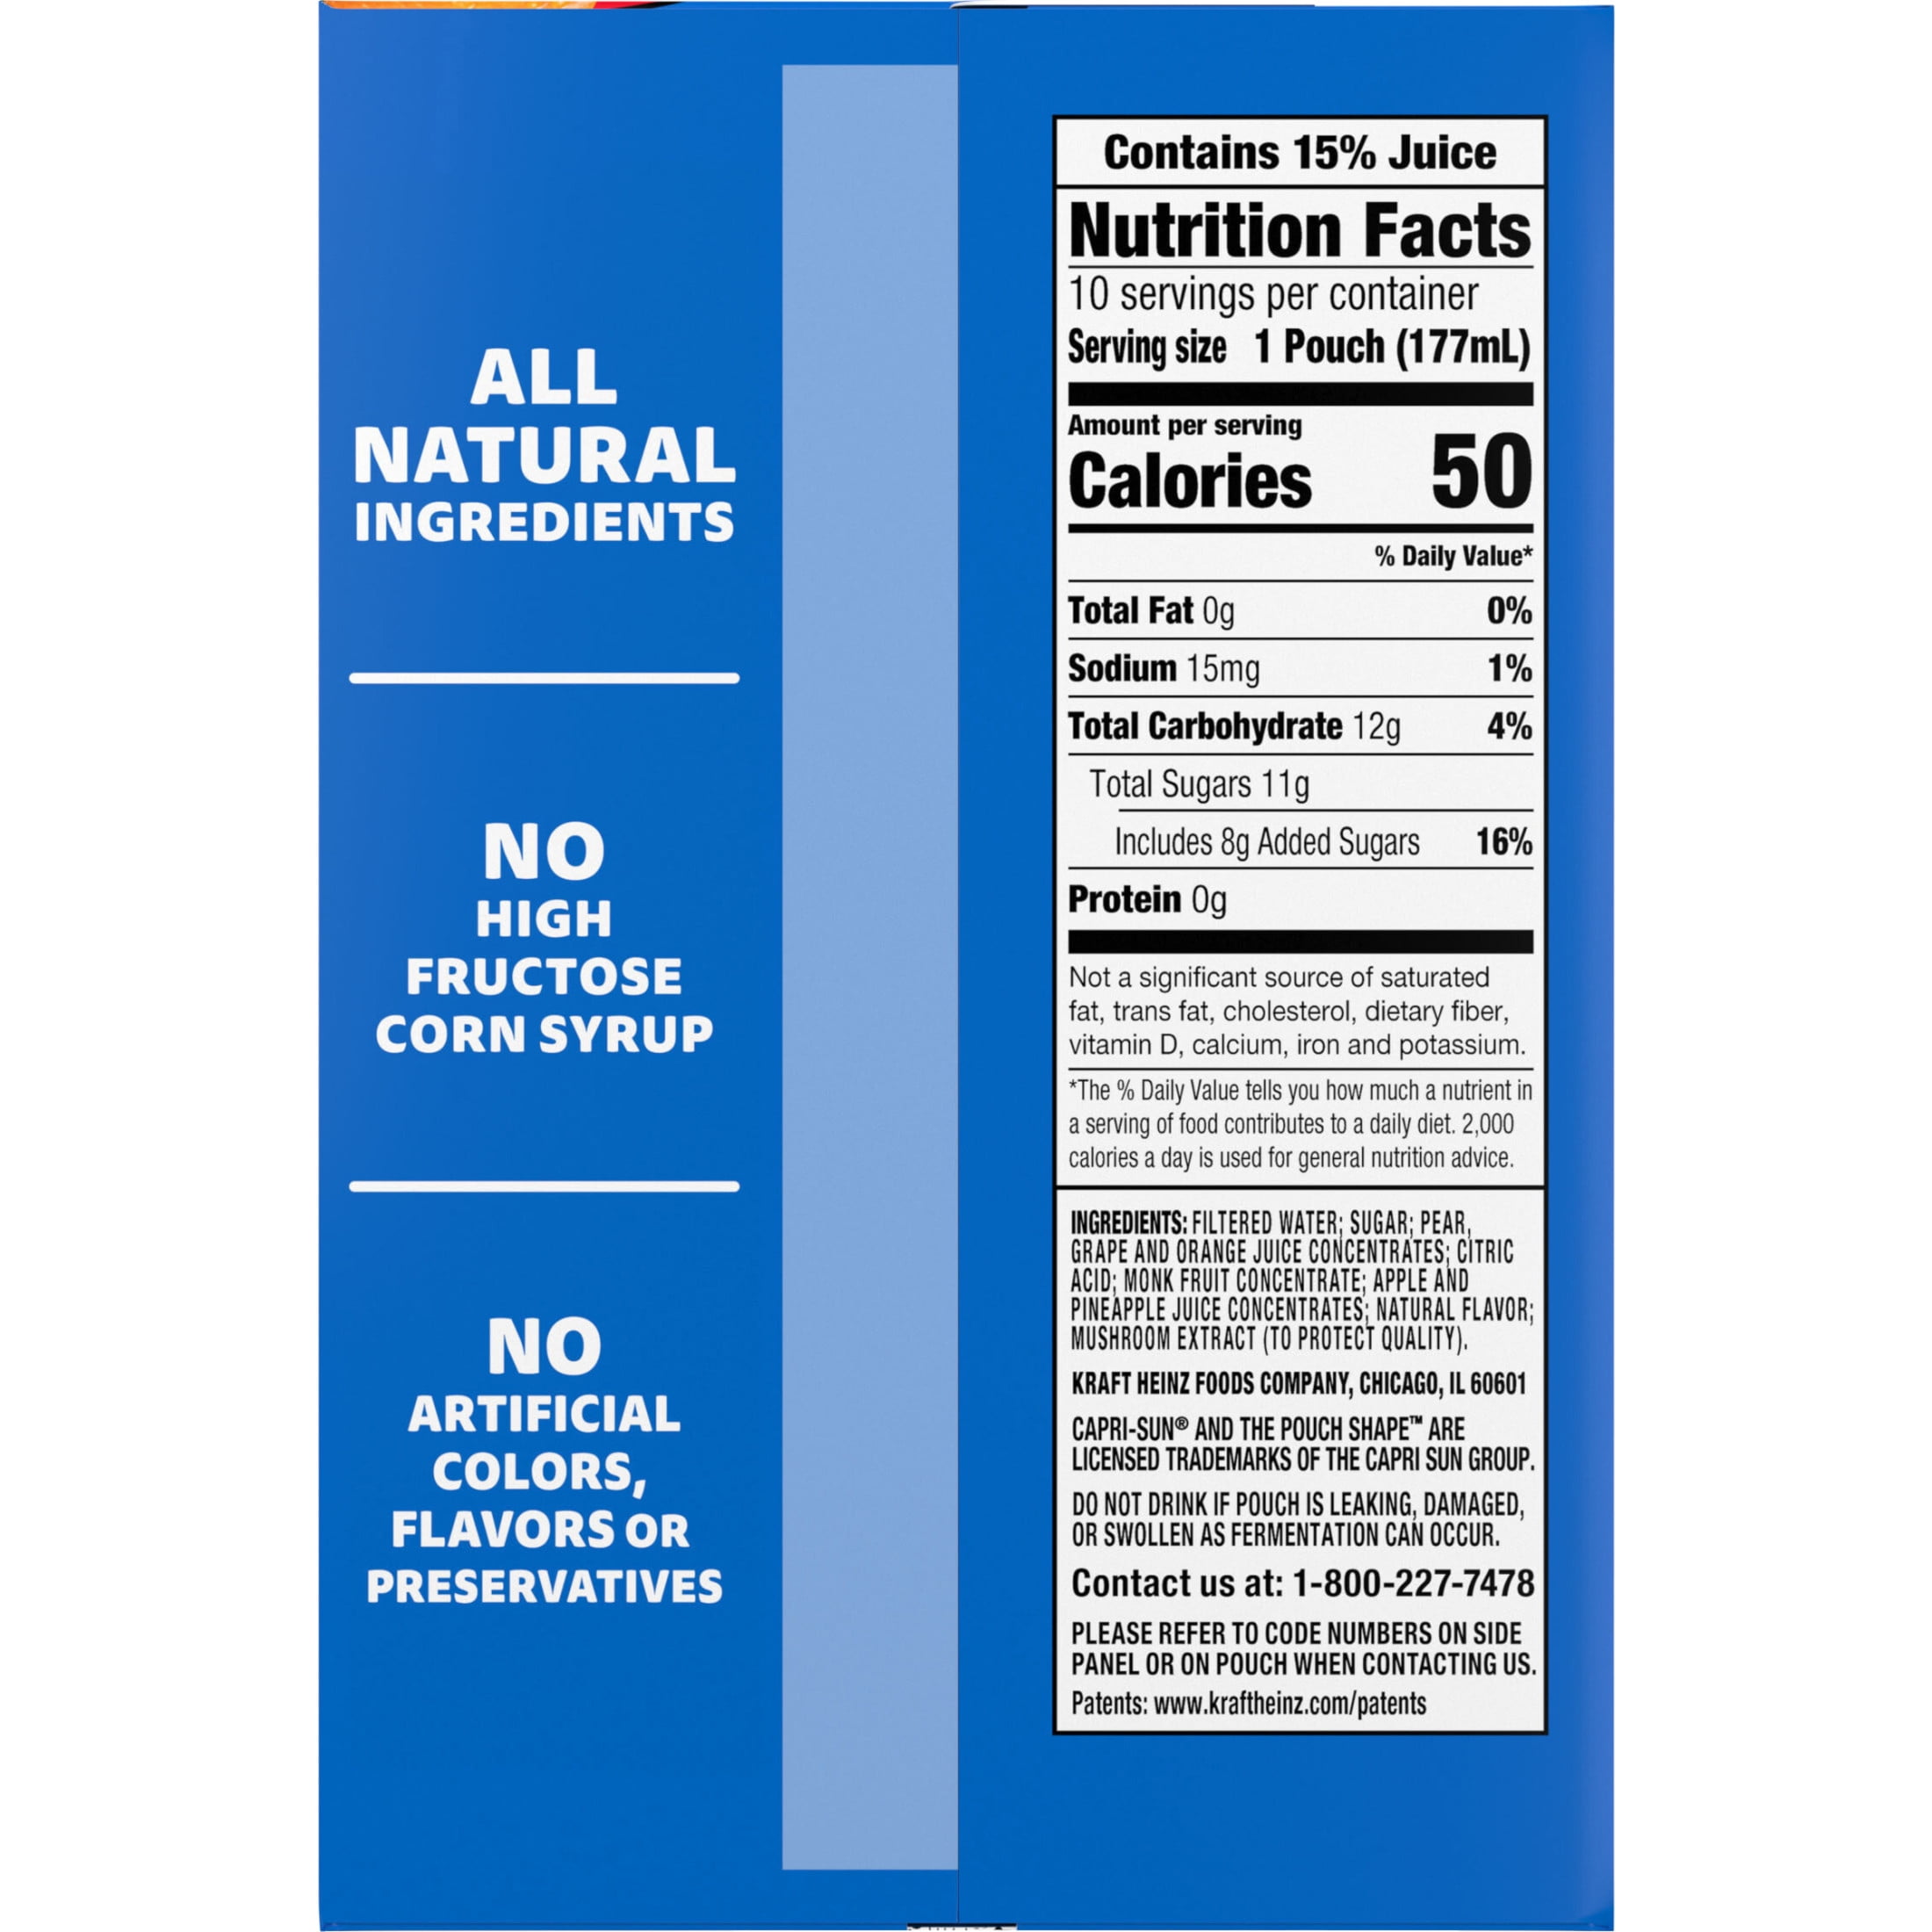 ALL
NATURAL
INGREDIENTS
NO
HIGH
FRUCTOSE
CORN SYRUP
NO
ARTIFICIAL
COLORS,
FLAVORS OR
PRESERVATIVES
Contains 15% Juice
Nutrition Facts
10 servings per container
Serving size 1 Pouch (177mL)
Amount per serving
Calories 50
% Daily Value*
Total Fat 0g 0%
Sodium 15mg 1%
Total Carbohydrate 12g 4%
Total Sugars 11g
Includes 8g Added Sugars 16%
Protein 0g
Not a significant source of saturated
fat, trans fat, cholesterol, dietary fiber,
vitamin D, calcium, iron and potassium.
*The % Daily Value tells you how much a nutrient in
a serving of food contributes to a daily diet. 2,000
calories a day is used for general nutrition advice.
INGREDIENTS: FILTERED WATER; SUGAR; PEAR,
GRAPE AND ORANGE JUICE CONCENTRATES; CITRIC
ACID; MONK FRUIT CONCENTRATE; APPLE AND
PINEAPPLE JUICE CONCENTRATES; NATURAL FLAVOR;
MUSHROOM EXTRACT (TO PROTECT QUALITY).
KRAFT HEINZ FOODS COMPANY, CHICAGO, IL 60601
CAPRI-SUN® AND THE POUCH SHAPE™ ARE
LICENSED TRADEMARKS OF THE CAPRI SUN GROUP.
DO NOT DRINK IF POUCH IS LEAKING, DAMAGED,
OR SWOLLEN AS FERMENTATION CAN OCCUR.
Contact us at: 1-800-227-7478
PLEASE REFER TO CODE NUMBERS ON SIDE
PANEL OR ON POUCH WHEN CONTACTING US.
Patents: www.kraftheinz.com/patents